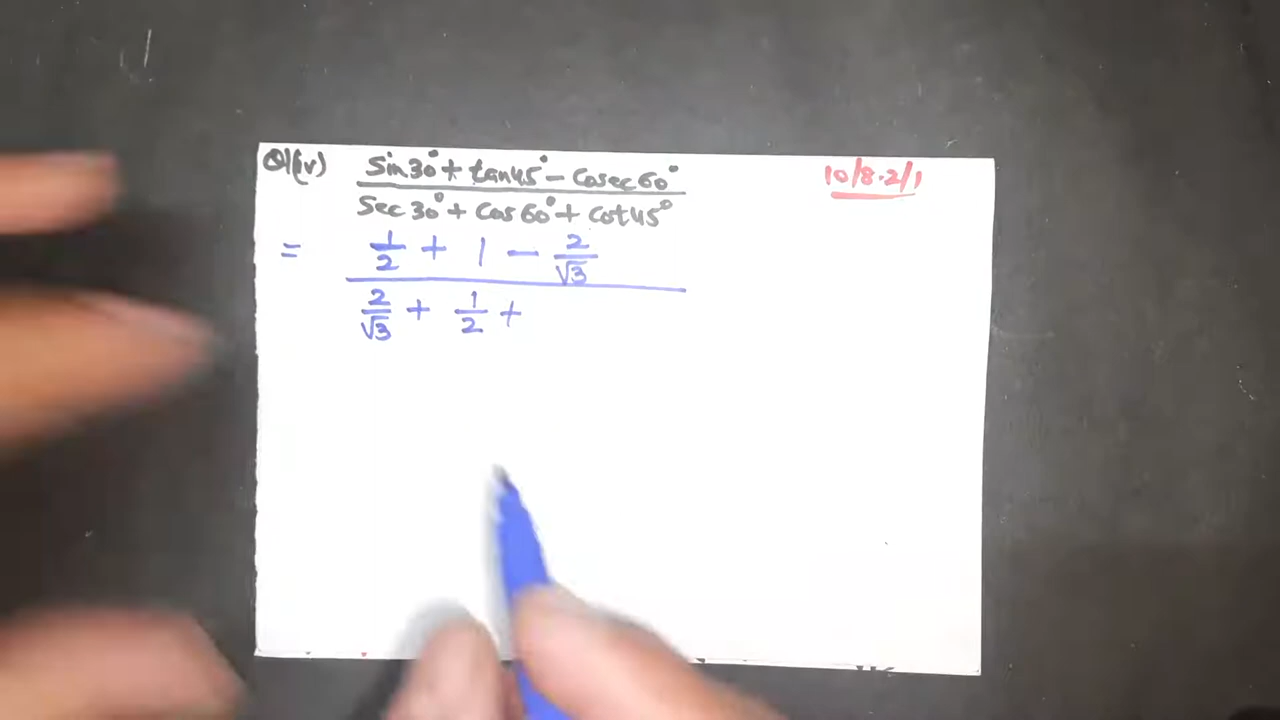 Q1(iv) Sin30° + tan45° - Cosec60° 10/8.2/1
Sec30° + Cos60° + Cot45°
= 1/2 + 1 - 2/√3
2/√3 + 1/2 +